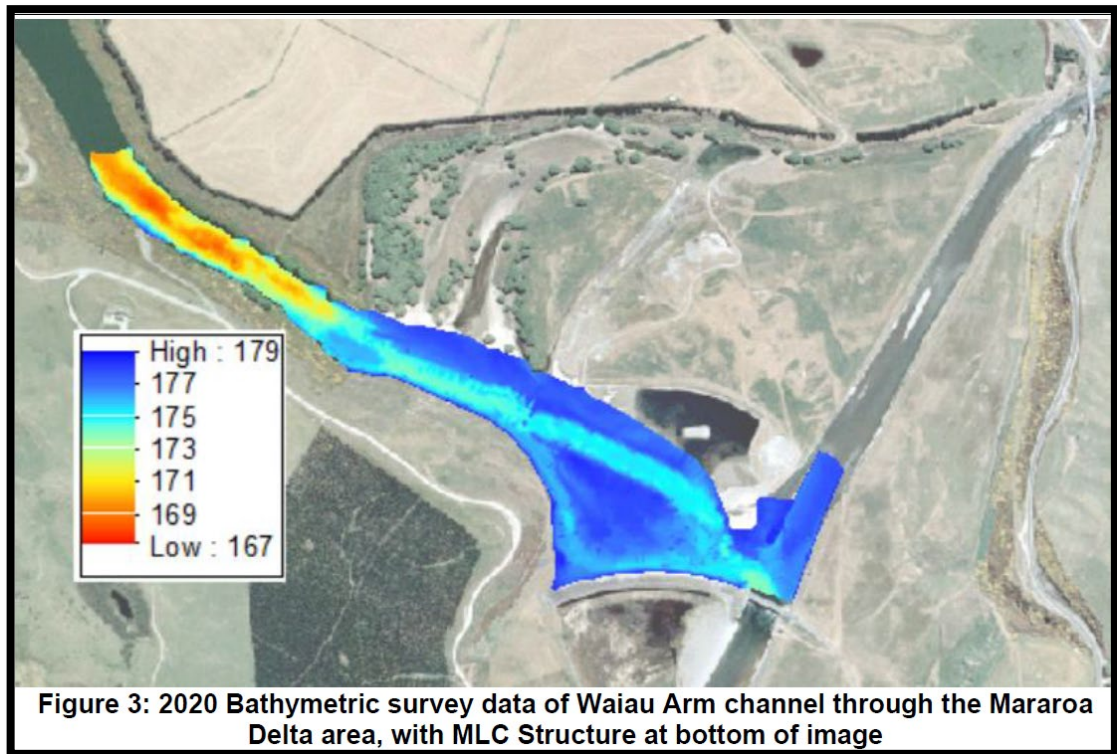 High : 179
177
175
173
171
169
Low : 167
Figure 3: 2020 Bathymetric survey data of Waiau Arm channel through the Mararoa
Delta area, with MLC Structure at bottom of image